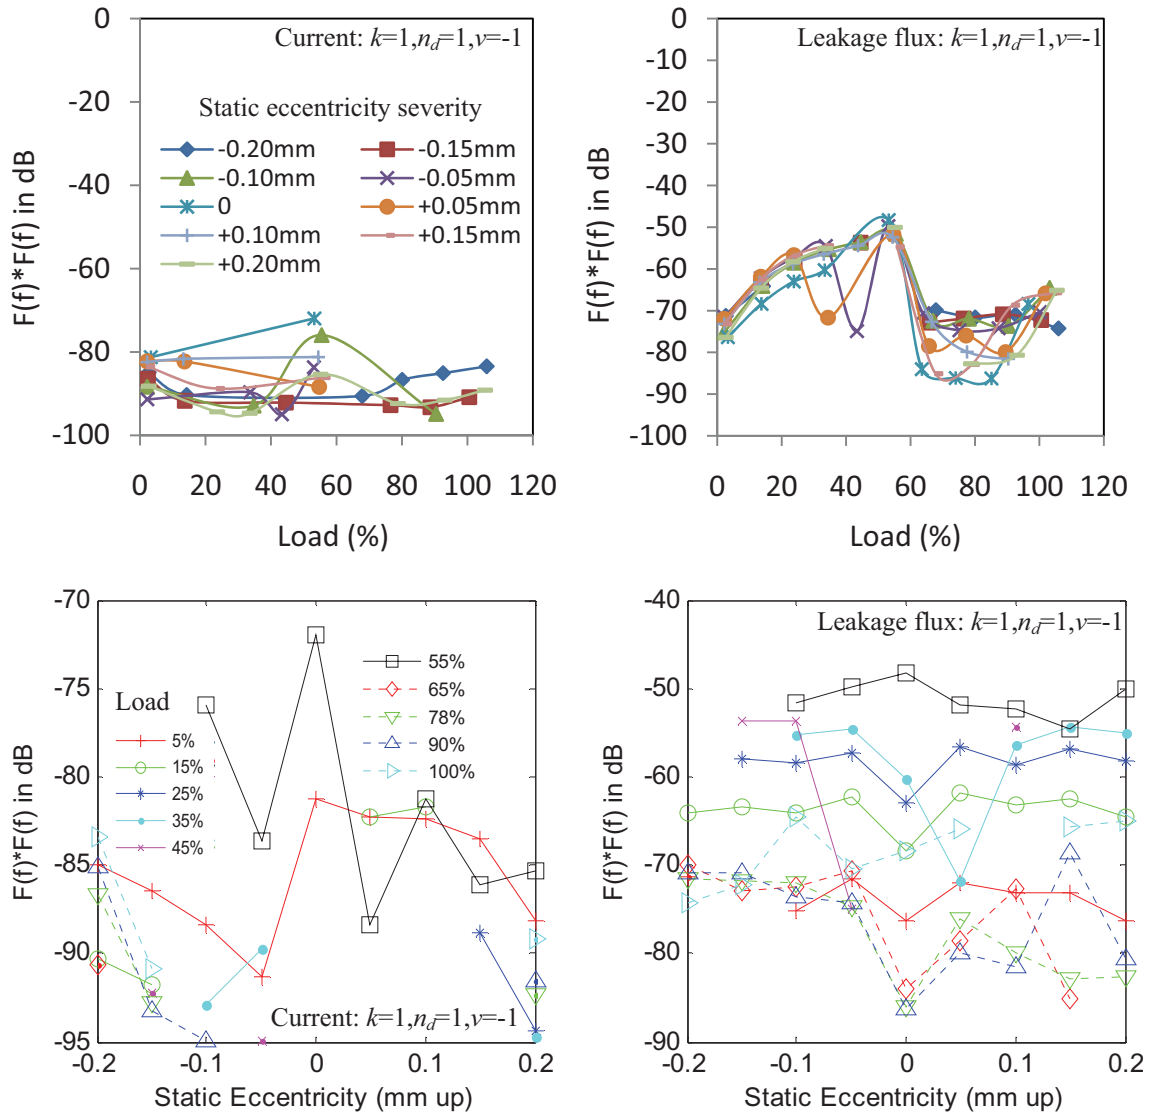 Current: k=1,n_d=1,v=-1
F(f)*F(f) in dB
0
-20
-40
-60
-80
-100
Static eccentricity severity
-0.20mm -0.15mm
-0.10mm -0.05mm
0 +0.05mm
+0.10mm +0.15mm
+0.20mm
0 20 40 60 80 100 120
Load (%)
Leakage flux: k=1,n_d=1,v=-1
F(f)*F(f) in dB
0
-10
-20
-30
-40
-50
-60
-70
-80
-90
-100
0 20 40 60 80 100 120
Load (%)
F(f)*F(f) in dB
-70
-75
-80
-85
-90
-95
Load
5%
15%
25%
35%
45%
55%
65%
78%
90%
100%
Current: k=1,n_d=1,v=-1
-0.2 -0.1 0 0.1 0.2
Static Eccentricity (mm up)
Leakage flux: k=1,n_d=1,v=-1
F(f)*F(f) in dB
-40
-50
-60
-70
-80
-90
-0.2 -0.1 0 0.1 0.2
Static Eccentricity (mm up)